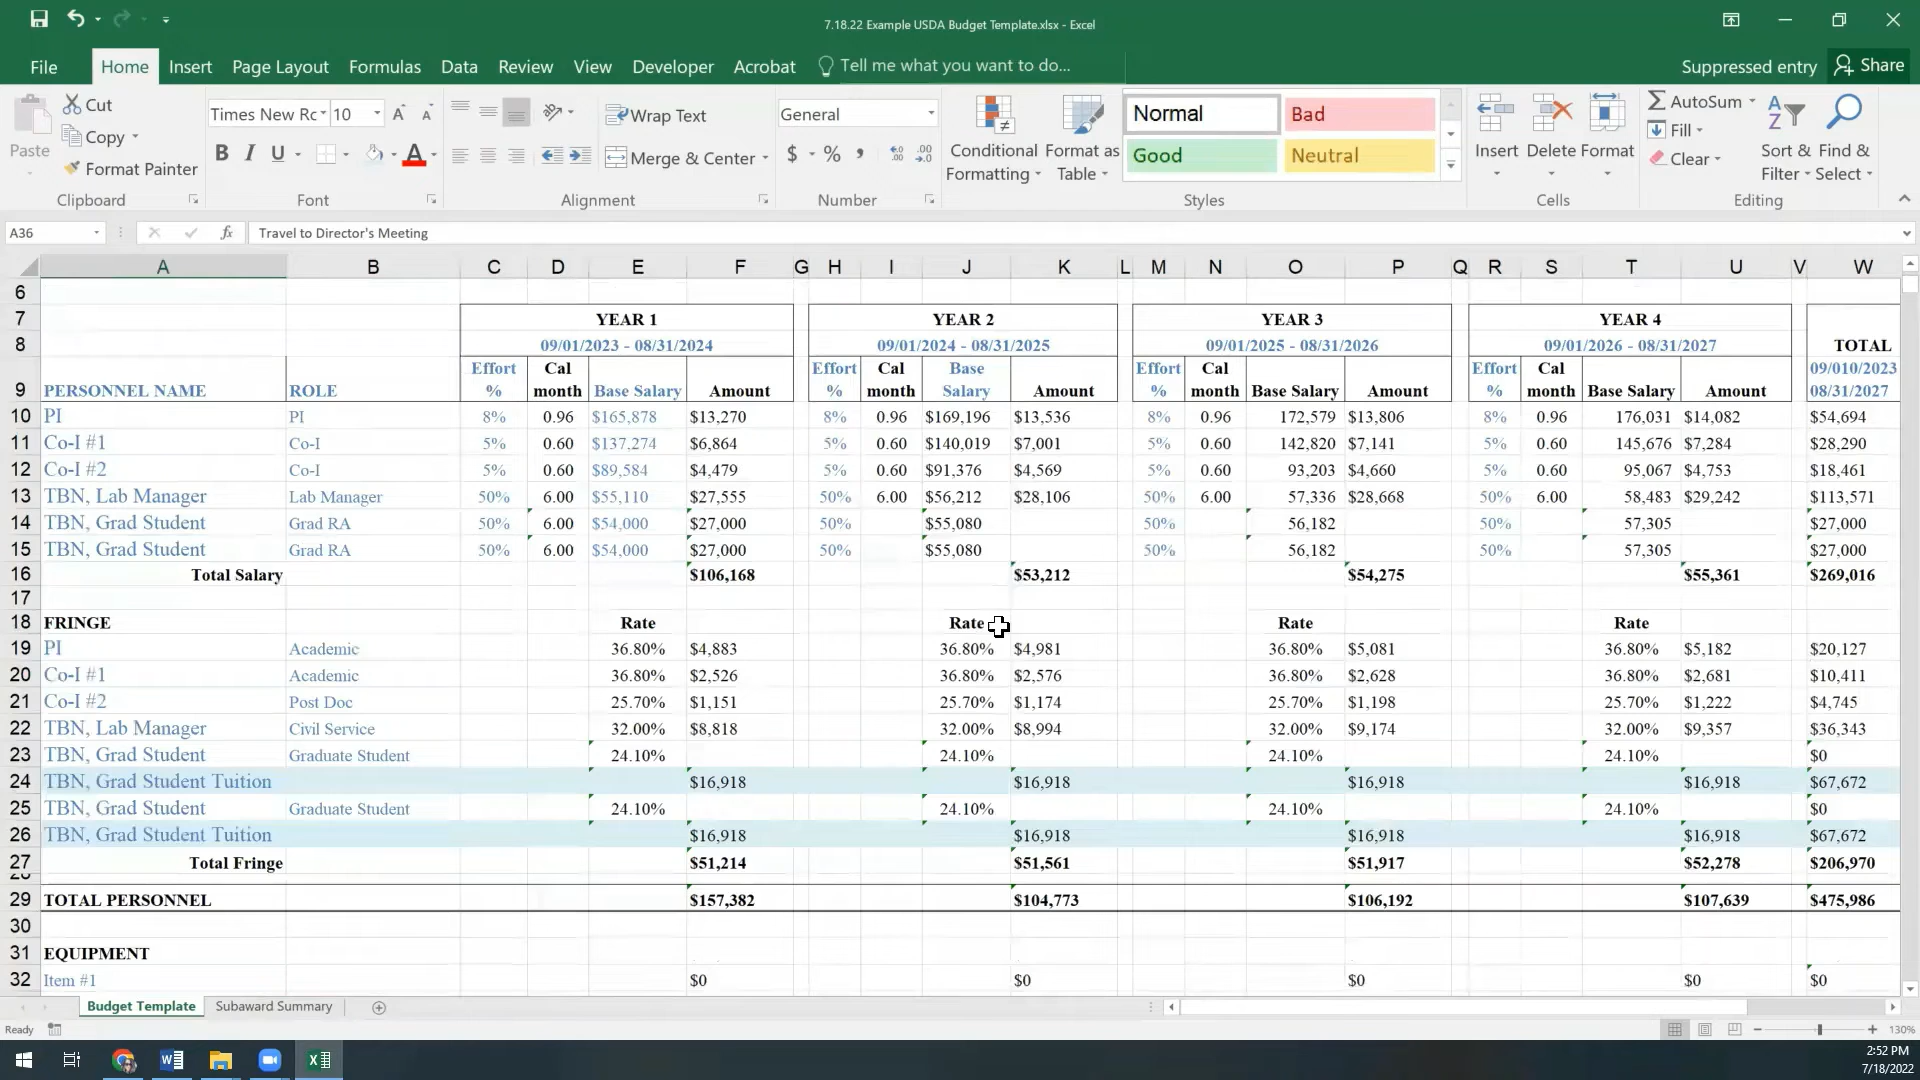 7.18.22 Example USDA Budget Template.xlsx - Excel
File Home Insert Page Layout Formulas Data Review View Developer Acrobat Tell me what you want to do... Suppressed entry Share
Paste Cut Copy Format Painter Clipboard
Times New Rc 10 B I U A Font
Wrap Text Merge & Center Alignment
General $ % , Number
Conditional Formatting Format as Table Normal Bad Good Neutral Styles
Insert Delete Format Cells
AutoSum Fill Clear Sort & Filter Find & Select Editing
A36 fx Travel to Director's Meeting
A B C D E F G H I J K L M N O P Q R S T U V W
6
7 YEAR 1 YEAR 2 YEAR 3 YEAR 4
8 09/01/2023 - 08/31/2024 09/01/2024 - 08/31/2025 09/01/2025 - 08/31/2026 09/01/2026 - 08/31/2027 TOTAL
9 PERSONNEL NAME ROLE Effort % Cal month Base Salary Amount Effort % Cal month Base Salary Amount Effort % Cal month Base Salary Amount Effort % Cal month Base Salary Amount 09/010/2023 08/31/2027
10 PI PI 8% 0.96 $165,878 $13,270 8% 0.96 $169,196 $13,536 8% 0.96 172,579 $13,806 8% 0.96 176,031 $14,082 $54,694
11 Co-I #1 Co-I 5% 0.60 $137,274 $6,864 5% 0.60 $140,019 $7,001 5% 0.60 142,820 $7,141 5% 0.60 145,676 $7,284 $28,290
12 Co-I #2 Co-I 5% 0.60 $89,584 $4,479 5% 0.60 $91,376 $4,569 5% 0.60 93,203 $4,660 5% 0.60 95,067 $4,753 $18,461
13 TBN, Lab Manager Lab Manager 50% 6.00 $55,110 $27,555 50% 6.00 $56,212 $28,106 50% 6.00 57,336 $28,668 50% 6.00 58,483 $29,242 $113,571
14 TBN, Grad Student Grad RA 50% 6.00 $54,000 $27,000 50% $55,080 50% 56,182 50% 57,305 $27,000
15 TBN, Grad Student Grad RA 50% 6.00 $54,000 $27,000 50% $55,080 50% 56,182 50% 57,305 $27,000
16 Total Salary $106,168 $53,212 $54,275 $55,361 $269,016
17
18 FRINGE Rate Rate Rate Rate
19 PI Academic 36.80% $4,883 36.80% $4,981 36.80% $5,081 36.80% $5,182 $20,127
20 Co-I #1 Academic 36.80% $2,526 36.80% $2,576 36.80% $2,628 36.80% $2,681 $10,411
21 Co-I #2 Post Doc 25.70% $1,151 25.70% $1,174 25.70% $1,198 25.70% $1,222 $4,745
22 TBN, Lab Manager Civil Service 32.00% $8,818 32.00% $8,994 32.00% $9,174 32.00% $9,357 $36,343
23 TBN, Grad Student Graduate Student 24.10% 24.10% 24.10% 24.10% $0
24 TBN, Grad Student Tuition $16,918 $16,918 $16,918 $16,918 $67,672
25 TBN, Grad Student Graduate Student 24.10% 24.10% 24.10% 24.10% $0
26 TBN, Grad Student Tuition $16,918 $16,918 $16,918 $16,918 $67,672
27 Total Fringe $51,214 $51,561 $51,917 $52,278 $206,970
29 TOTAL PERSONNEL $157,382 $104,773 $106,192 $107,639 $475,986
30
31 EQUIPMENT
32 Item #1 $0 $0 $0 $0 $0
Budget Template Subaward Summary
Ready 130%
2:52 PM
7/18/2022